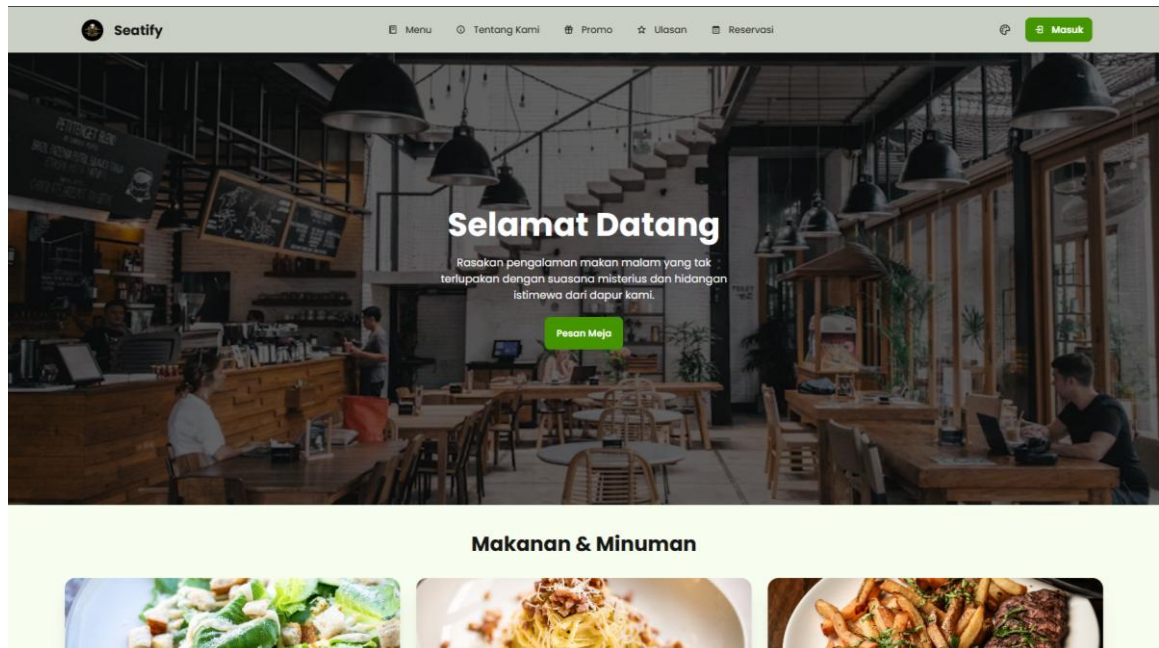 Seatify
Menu
Tentang Kami
Promo
Ulasan
Reservasi
Masuk
Selamat Datang
Rasakan pengalaman makan malam yang tak
terlupakan dengan suasana misterius dan hidangan
istimewa dari dapur kami.
Pesan Meja
Makanan & Minuman